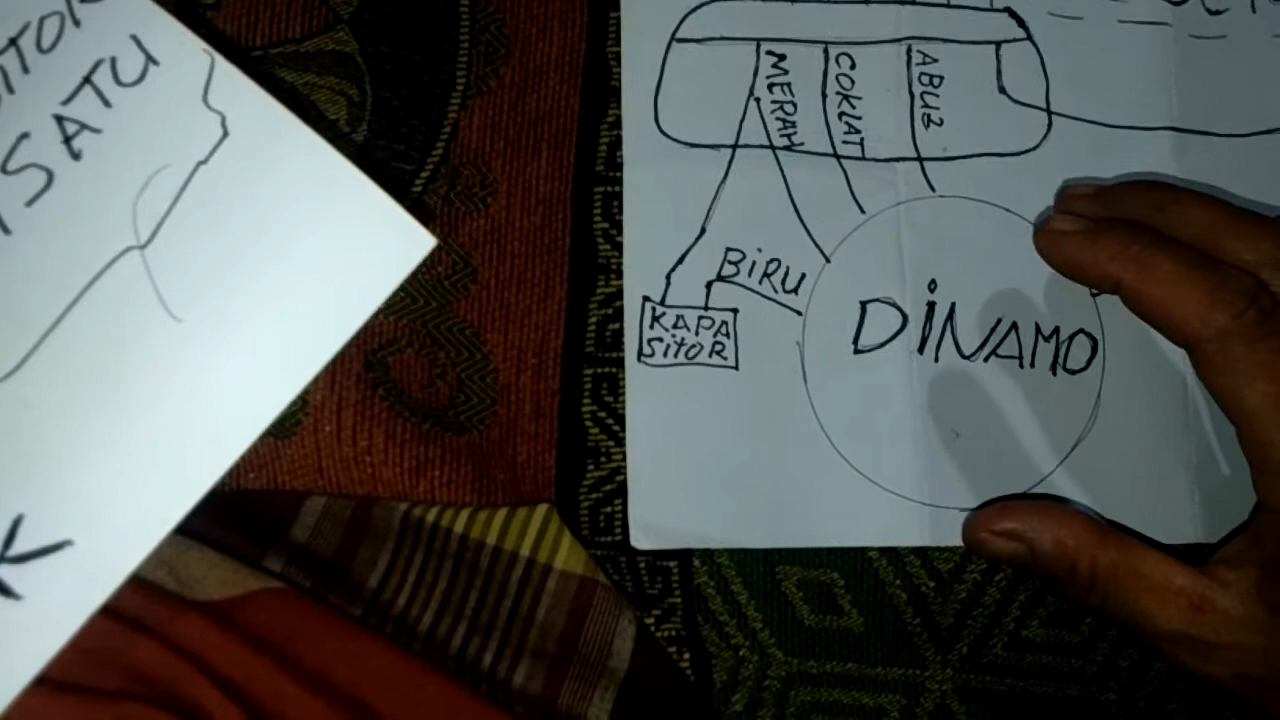 SATU
MERAH
COKLAT
ABU2
BiRU
KAPA
SiTOR
DiNAMO